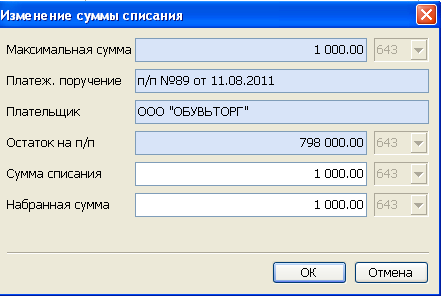 Изменение суммы списания
Максимальная сумма 1 000.00 643
Платеж. поручение п/п №89 от 11.08.2011
Плательщик ООО "ОБУВЬТОРГ"
Остаток на п/п 798 000.00 643
Сумма списания 1 000.00 643
Набранная сумма 1 000.00 643
OK Отмена